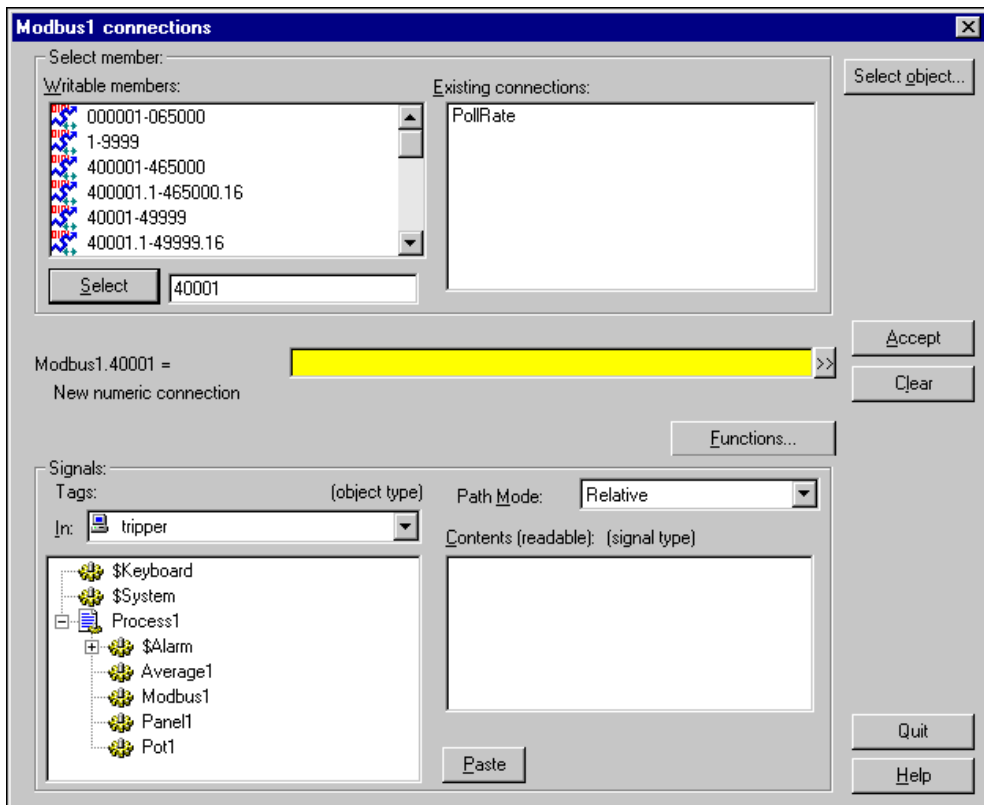 Modbus1 connections
Select member:
Writable members:
000001-065000
1-9999
400001-465000
400001.1-465000.16
40001-49999
40001.1-49999.16
Select
40001
Existing connections:
PollRate
Select object...
Modbus1.40001 =
>>
New numeric connection
Accept
Clear
Functions...
Signals:
Tags:
(object type)
In:
tripper
$Keyboard
$System
Process1
$Alarm
Average1
Modbus1
Panel1
Pot1
Path Mode:
Relative
Contents (readable): (signal type)
Paste
Quit
Help